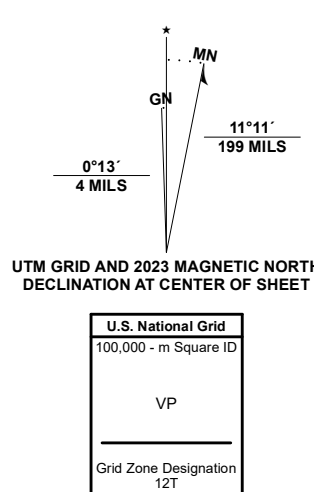 ★
MN
GN
11°11´
199 MILS
0°13´
4 MILS
UTM GRID AND 2023 MAGNETIC NORTH
DECLINATION AT CENTER OF SHEET
U.S. National Grid
100,000 - m Square ID
VP
Grid Zone Designation
12T